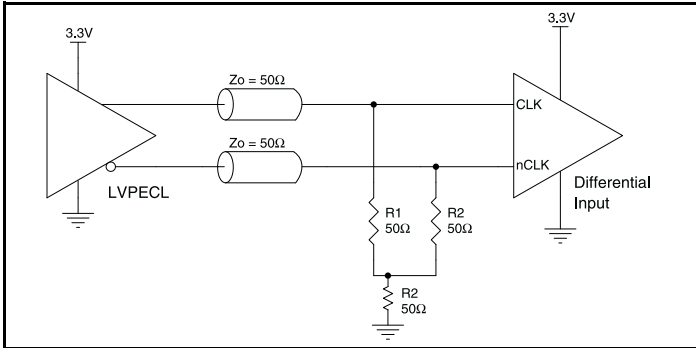 3.3V
3.3V
Zo = 50Ω
CLK
Zo = 50Ω
nCLK
LVPECL
Differential
Input
R1
50Ω
R2
50Ω
R2
50Ω